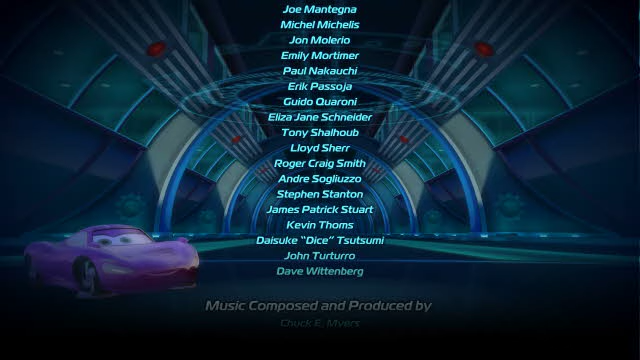 Joe Mantegna
Michel Michelis
Jon Molerio
Emily Mortimer
Paul Nakauchi
Erik Passoja
Guido Quaroni
Eliza Jane Schneider
Tony Shalhoub
Lloyd Sherr
Roger Craig Smith
Andre Sogliuzzo
Stephen Stanton
James Patrick Stuart
Kevin Thoms
Daisuke "Dice" Tsutsumi
John Turturro
Dave Wittenberg
Music Composed and Produced by
Chuck E. Myers